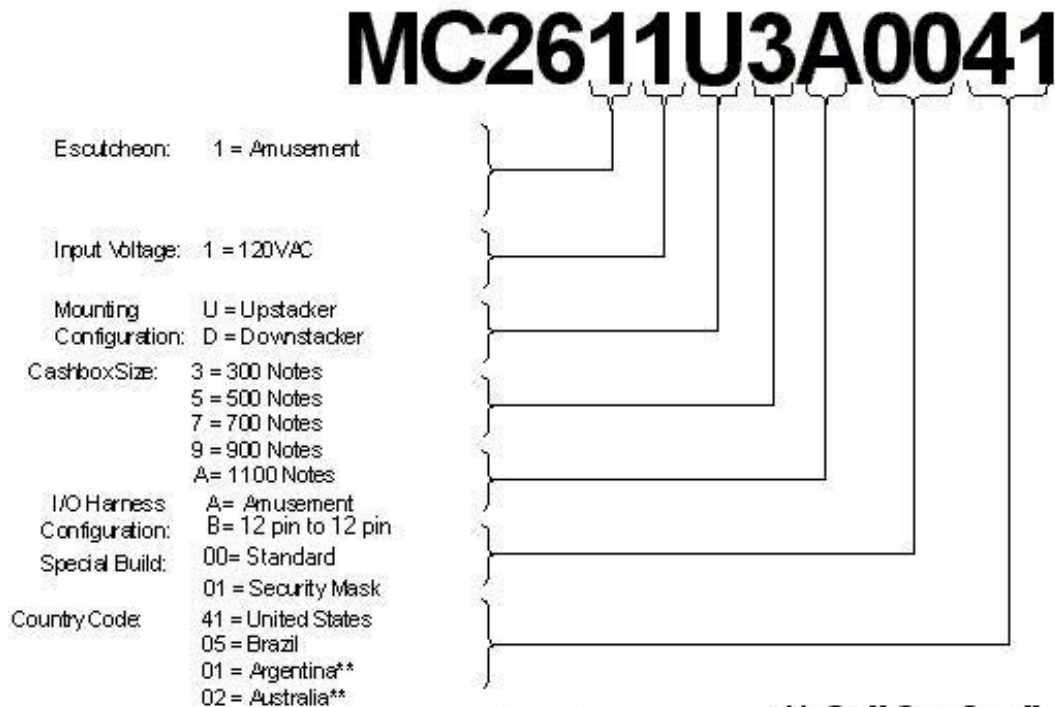 MC2611U3A0041
Escutcheon: 1 = Amusement
Input Voltage: 1 = 120VAC
Mounting U = Upstacker
Configuration: D = Downstacker
CashboxSize: 3 = 300 Notes
5 = 500 Notes
7 = 700 Notes
9 = 900 Notes
A= 1100 Notes
I/O Harness A= Amusement
Configuration: B= 12 pin to 12 pin
Special Build: 00= Standard
01 = Security Mask
Country Code: 41 = United States
05 = Brazil
01 = Argentina**
02 = Australia**